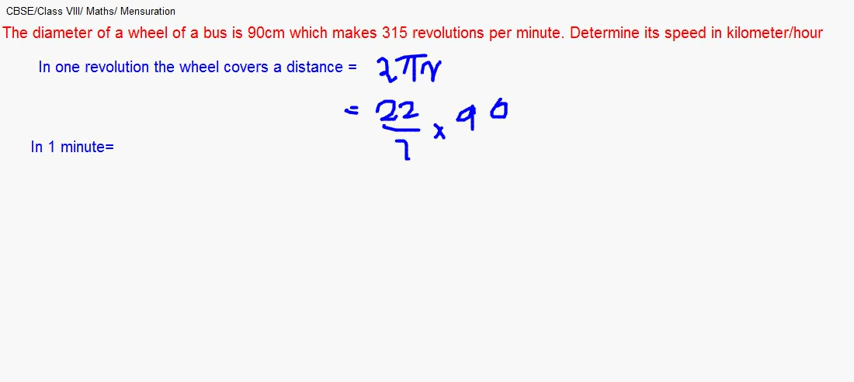 CBSE/Class VIII/ Maths/ Mensuration
The diameter of a wheel of a bus is 90cm which makes 315 revolutions per minute. Determine its speed in kilometer/hour
In one revolution the wheel covers a distance = 2πr
= 22/7 × 90
In 1 minute=